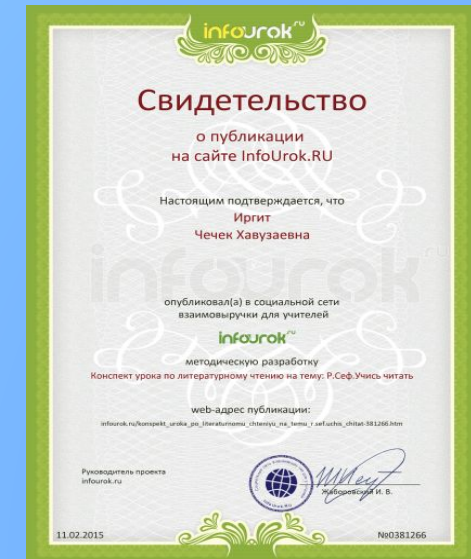 infourok™
Свидетельство
о публикации
на сайте InfoUrok.RU
Настоящим подтверждается, что
Иргит
Чечек Хавузаевна
infourok.ru
опубликовал(а) в социальной сети
взаимовыручки для учителей
infourok™
методическую разработку
Конспект урока по литературному чтению на тему: Р.Сеф.Учись читать
web-адрес публикации:
infourok.ru/konspekt_uroka_po_literaturnomu_chteniyu_na_temu_r.sef.uchis_chitat-381266.htm
Руководитель проекта
infourok.ru
Жаборовский И. В.
11.02.2015
№0381266